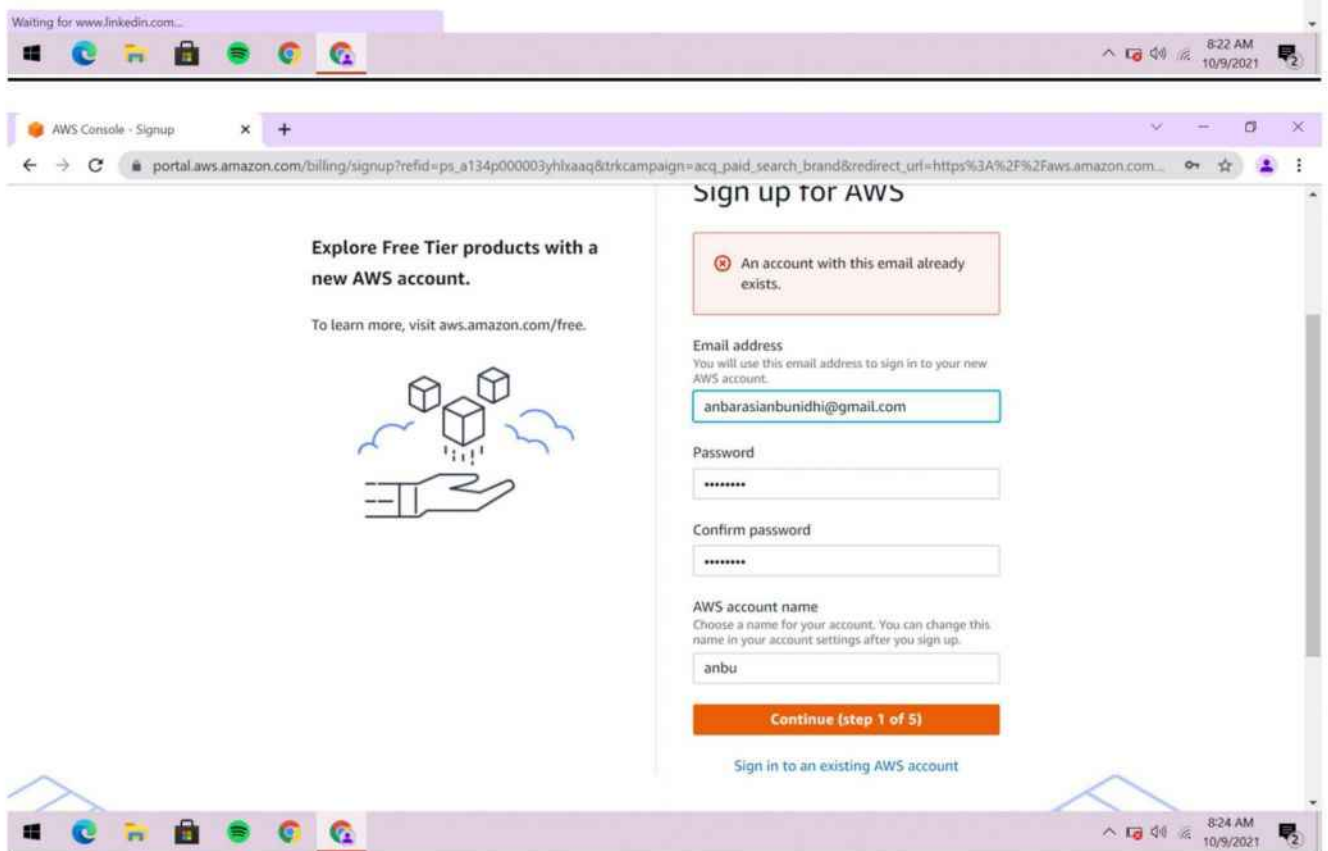 Waiting for www.linkedin.com...
8:22 AM
10/9/2021
2
AWS Console - Signup
portal.aws.amazon.com/billing/signup?refid=ps_a134p000003yhlxaaq&trkcampaign=acq_paid_search_brand&redirect_url=https%3A%2F%2Faws.amazon.com...
Sign up for AWS
Explore Free Tier products with a
new AWS account.
To learn more, visit aws.amazon.com/free.
An account with this email already
exists.
Email address
You will use this email address to sign in to your new
AWS account.
anbarasianbunidhi@gmail.com
Password
••••••••
Confirm password
••••••••
AWS account name
Choose a name for your account. You can change this
name in your account settings after you sign up.
anbu
Continue (step 1 of 5)
Sign in to an existing AWS account
8:24 AM
10/9/2021
2